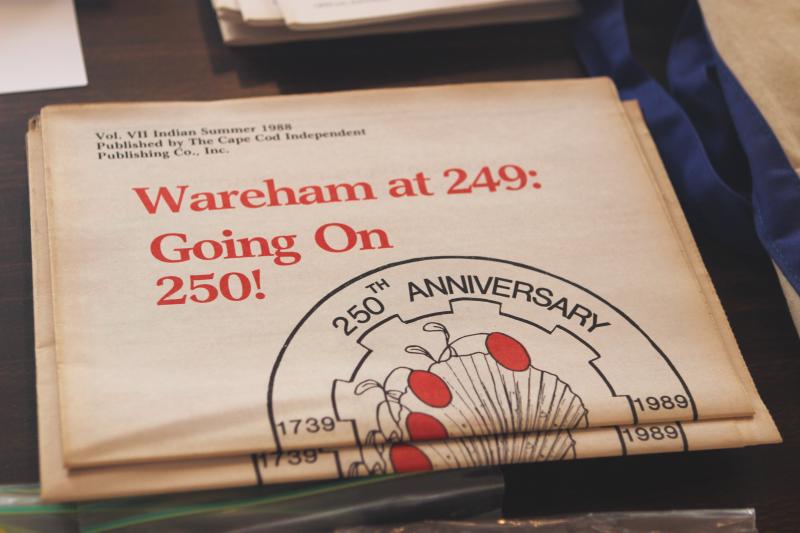 Vol. VII Indian Summer 1988
Published by The Cape Cod Independent
Publishing Co., Inc.
Wareham at 249:
Going On
250!
250TH ANNIVERSARY
1739
1989
1739
1989